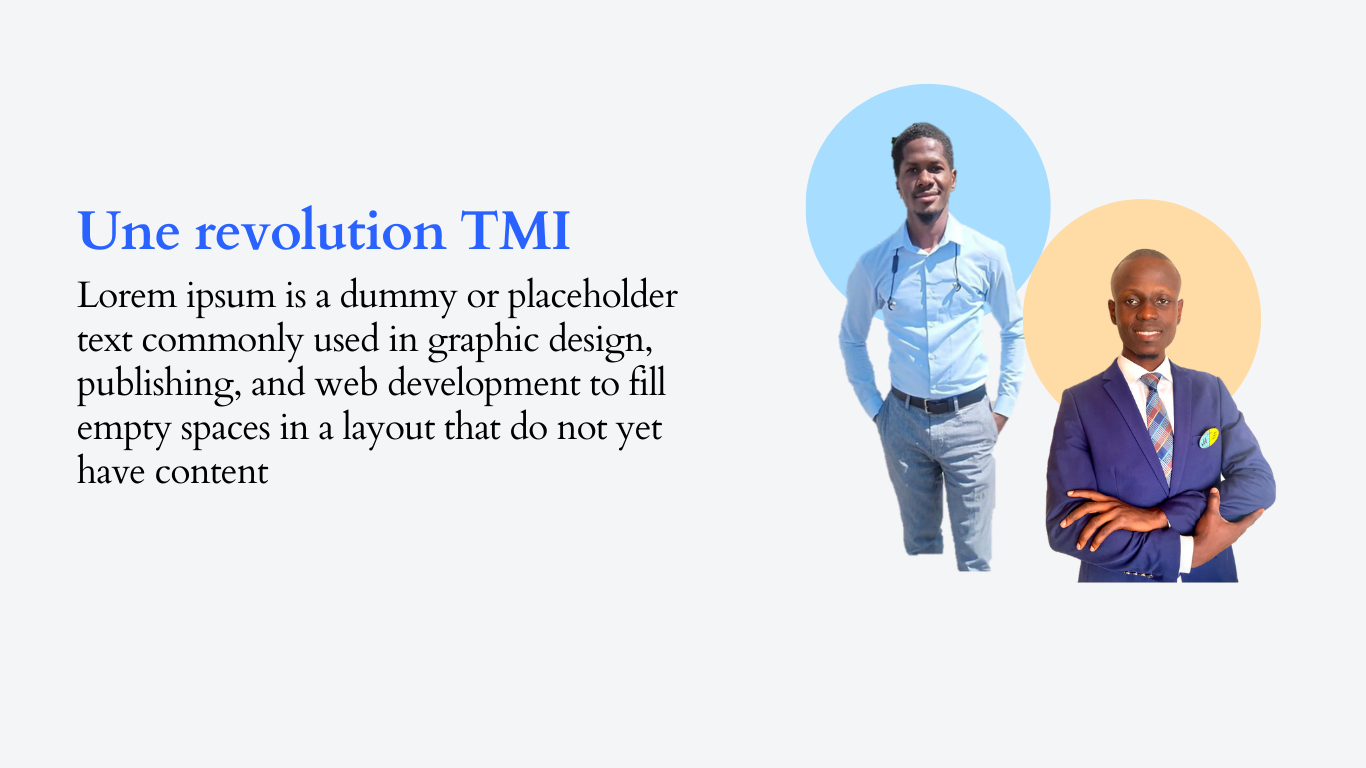 Une revolution TMI
Lorem ipsum is a dummy or placeholder
text commonly used in graphic design,
publishing, and web development to fill
empty spaces in a layout that do not yet
have content